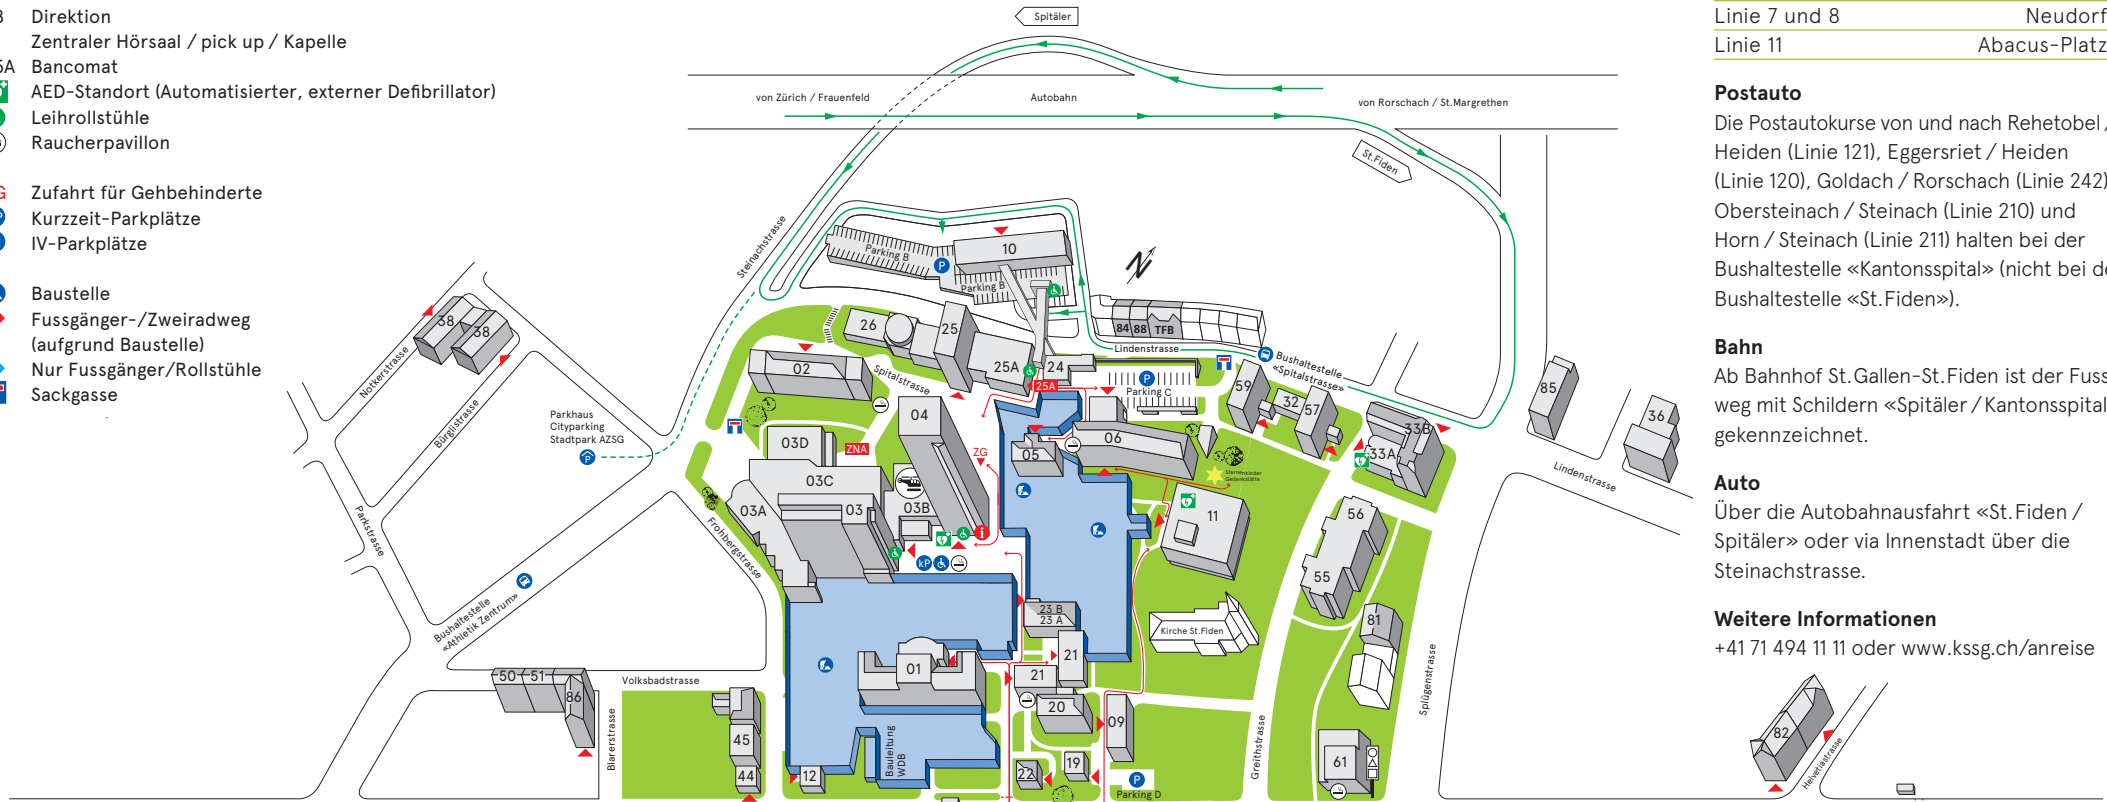 Direktion
Zentraler Hörsaal / pick up / Kapelle
Bancomat
AED-Standort (Automatisierter, externer Defibrillator)
Leihrollstühle
Raucherpavillon
Zufahrt für Gehbehinderte
Kurzzeit-Parkplätze
IV-Parkplätze
Baustelle
Fussgänger-/Zweiradweg
(aufgrund Baustelle)
Nur Fussgänger/Rollstühle
Sackgasse
Spitäler
von Zürich / Frauenfeld
Autobahn
von Rorschach / St.Margrethen
St.Fiden
Steinachstrasse
Parking B
P
10
Parking B
N
38
38
Notkerstrasse
Bürglistrasse
Parkstrasse
Parkhaus
Cityparking
Stadtpark AZSG
P
26
25
25A
24
25A
02
Spitalstrasse
84 88 TFB
Lindenstrasse
Bushaltestelle
«Spitalstrasse»
P
Parking C
59
32
57
33B
33A
85
36
Lindenstrasse
04
03D
ZNA
03C
03A
03
03B
ZG
05
06
Sternenkinder
Gedenkstätte
11
i
kP
Frohbergstrasse
Bushaltestelle
«Athletik Zentrum»
56
55
81
Kirche St.Fiden
23 B
23 A
21
21
20
09
01
50 51
86
Volksbadstrasse
Blarerstrasse
45
44
12
Bauleitung
WDB
22
19
P
Parking D
Greithstrasse
Splügenstrasse
61
82
Helvetiastrasse
Linie 7 und 8 Neudorf
Linie 11 Abacus-Platz
Postauto
Die Postautokurse von und nach Rehetobel /
Heiden (Linie 121), Eggersriet / Heiden
(Linie 120), Goldach / Rorschach (Linie 242)
Obersteinach / Steinach (Linie 210) und
Horn / Steinach (Linie 211) halten bei der
Bushaltestelle «Kantonsspital» (nicht bei de
Bushaltestelle «St.Fiden»).
Bahn
Ab Bahnhof St.Gallen-St.Fiden ist der Fuss
weg mit Schildern «Spitäler / Kantonsspital
gekennzeichnet.
Auto
Über die Autobahnausfahrt «St.Fiden /
Spitäler» oder via Innenstadt über die
Steinachstrasse.
Weitere Informationen
+41 71 494 11 11 oder www.kssg.ch/anreise